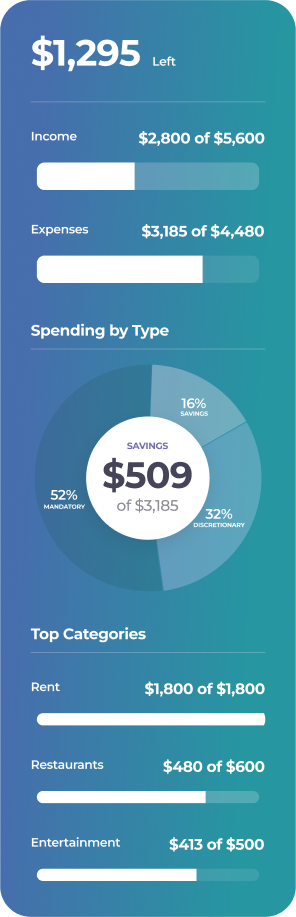 $1,295 Left
Income $2,800 of $5,600
Expenses $3,185 of $4,480
Spending by Type
16%
SAVINGS
SAVINGS
$509
of $3,185
52%
MANDATORY
32%
DISCRETIONARY
Top Categories
Rent $1,800 of $1,800
Restaurants $480 of $600
Entertainment $413 of $500